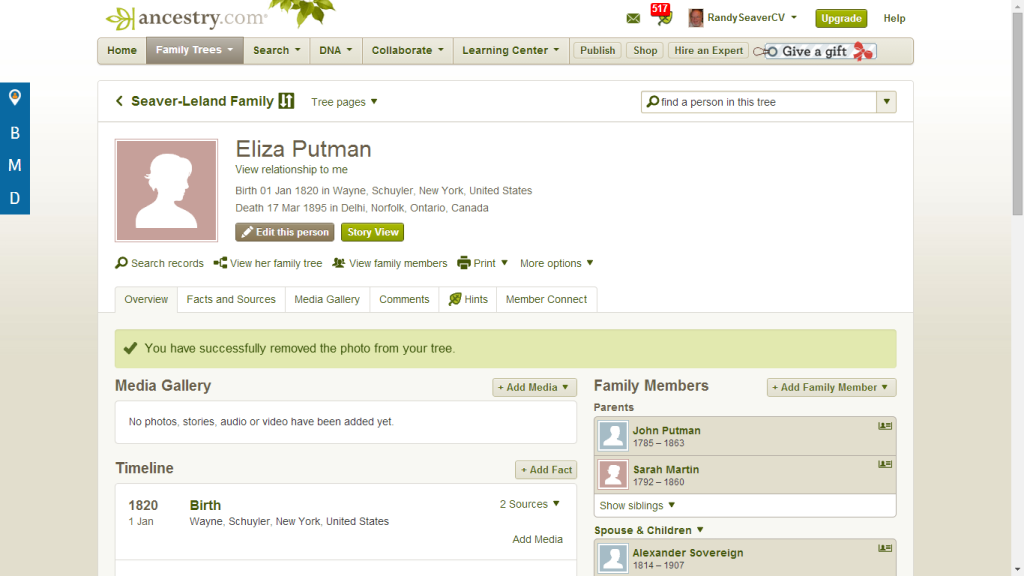 ancestry.com
517
RandySeaverCV
Upgrade
Help
Home
Family Trees
Search
DNA
Collaborate
Learning Center
Publish
Shop
Hire an Expert
Give a gift
B
M
D
Seaver-Leland Family
Tree pages
find a person in this tree
Eliza Putman
View relationship to me
Birth 01 Jan 1820 in Wayne, Schuyler, New York, United States
Death 17 Mar 1895 in Delhi, Norfolk, Ontario, Canada
Edit this person
Story View
Search records
View her family tree
View family members
Print
More options
Overview
Facts and Sources
Media Gallery
Comments
Hints
Member Connect
You have successfully removed the photo from your tree.
Media Gallery
+ Add Media
No photos, stories, audio or video have been added yet.
Timeline
+ Add Fact
1820
1 Jan
Birth
Wayne, Schuyler, New York, United States
2 Sources
Add Media
Family Members
+ Add Family Member
Parents
John Putman
1785 – 1863
Sarah Martin
1792 – 1860
Show siblings
Spouse & Children
Alexander Sovereign
1814 – 1907